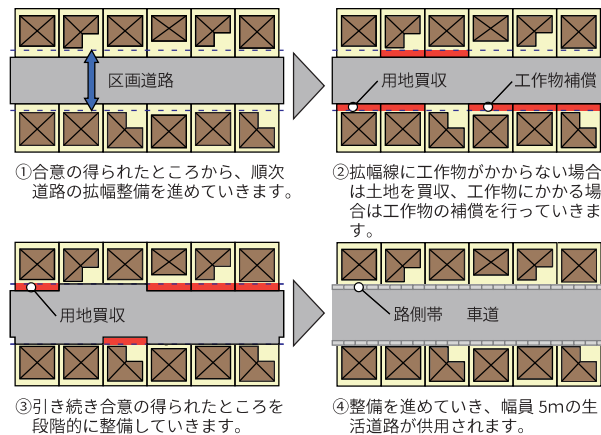 区画道路
①合意の得られたところから、順次
道路の拡幅整備を進めていきます。
用地買収
工作物補償
②拡幅線に工作物がかからない場合
は土地を買収、工作物にかかる場
合は工作物の補償を行っていきま
す。
用地買収
③引き続き合意の得られたところを
段階的に整備していきます。
路側帯 車道
④整備を進めていき、幅員 5mの生
活道路が供用されます。